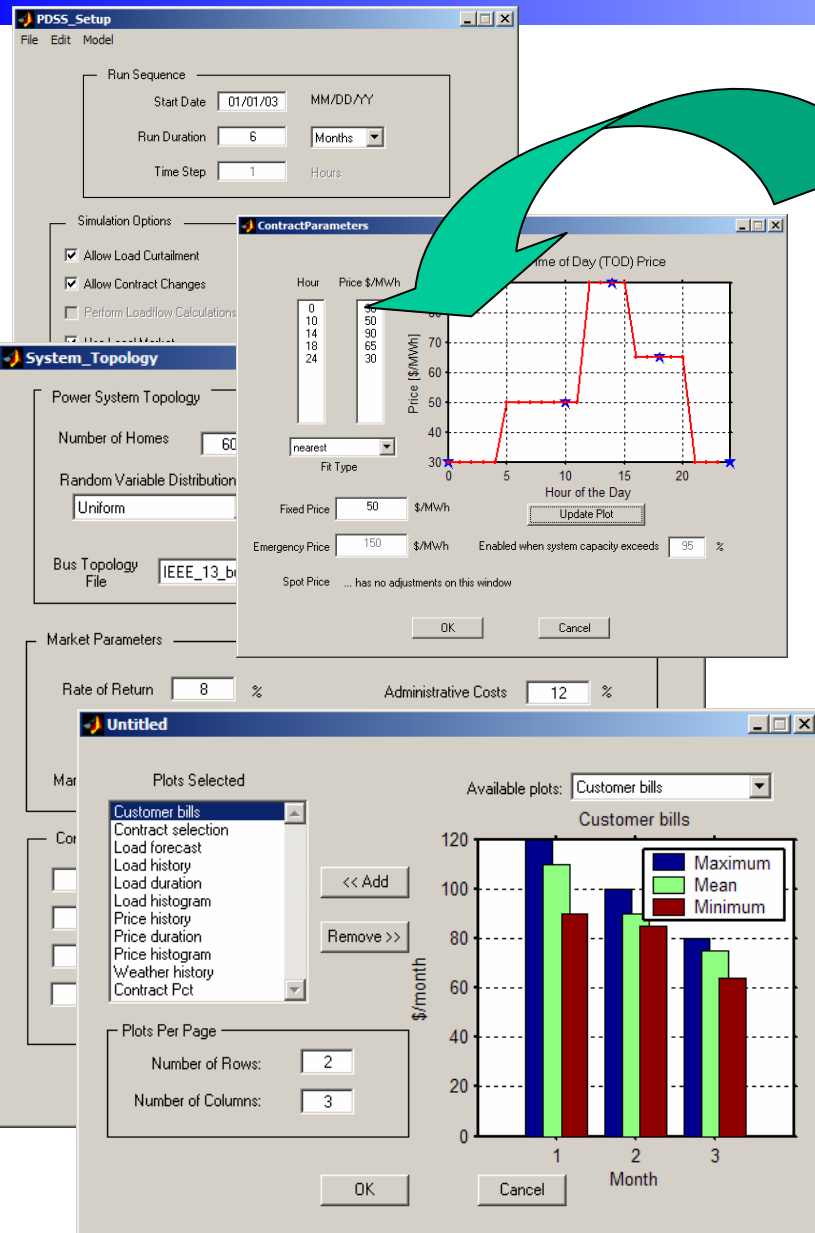 PDSS_Setup
File Edit Model
Run Sequence
Start Date 01/01/03 MM/DD/YY
Run Duration 6 Months
Time Step 1 Hours
Simulation Options
Allow Load Curtailment
Allow Contract Changes
Perform Loadflow Calculations
ContractParameters
Time of Day (TOD) Price
Hour Price $/MWh
0
10 50
14 90
18 65
24 30
nearest
Fit Type
Price [$/MWh]
70
60
50
40
30
0 5 10 15 20
Hour of the Day
Update Plot
Fixed Price 50 $/MWh
Emergency Price 150 $/MWh Enabled when system capacity exceeds 95 %
Spot Price ... has no adjustments on this window
OK Cancel
System_Topology
Power System Topology
Number of Homes 60
Random Variable Distribution
Uniform
Bus Topology File IEEE_13_b
Market Parameters
Rate of Return 8 % Administrative Costs 12 %
Mar
Cor
Untitled
Plots Selected
Customer bills
Contract selection
Load forecast
Load history
Load duration
Load histogram
Price history
Price duration
Price histogram
Weather history
Contract Pct
<< Add
Remove >>
Plots Per Page
Number of Rows: 2
Number of Columns: 3
Available plots: Customer bills
Customer bills
Maximum
Mean
Minimum
$/month
120
100
80
60
40
20
0
1 2 3
Month
OK Cancel